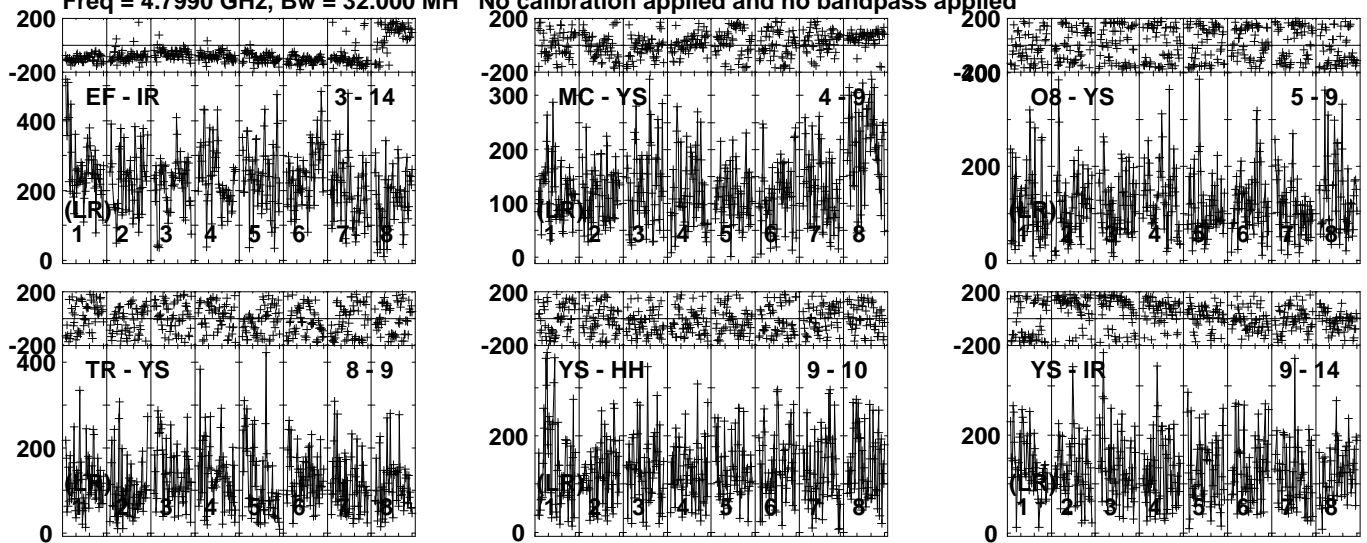 Freq = 4.7990 GHz, Bw = 32.000 MH No calibration applied and no bandpass applied
200
-200
EF - IR 3 - 14
400
200
0
(LR)
1 2 3 4 5 6 7 8
200
-200
MC - YS 4 - 9
300
200
100
0
(LR)
1 2 3 4 5 6 7 8
200
-200
400
O8 - YS 5 - 9
200
0
(LR)
1 2 3 4 5 6 7 8
200
-200
400
TR - YS 8 - 9
200
0
(LR)
1 2 3 4 5 6 7 8
200
-200
YS - HH 9 - 10
200
0
(LR)
1 2 3 4 5 6 7 8
200
-200
YS - IR 9 - 14
200
0
(LR)
1 2 3 4 5 6 7 8